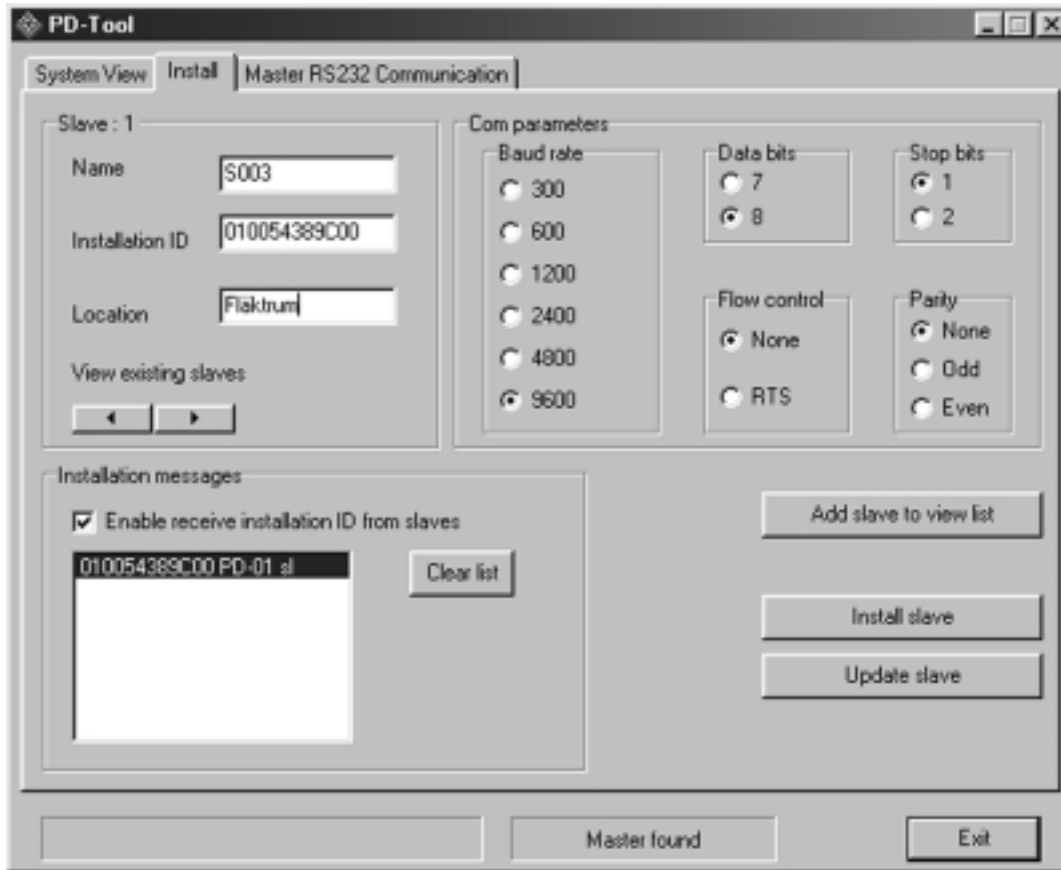 PD-Tool
System View
Install
Master RS232 Communication
Slave : 1
Name
S003
Installation ID
010054389C00
Location
Fläktrum
View existing slaves
Com parameters
Baud rate
300
600
1200
2400
4800
9600
Data bits
7
8
Stop bits
1
2
Flow control
None
RTS
Parity
None
Odd
Even
Installation messages
Enable receive installation ID from slaves
010054389C00 PD-01 sl
Clear list
Add slave to view list
Install slave
Update slave
Master found
Exit